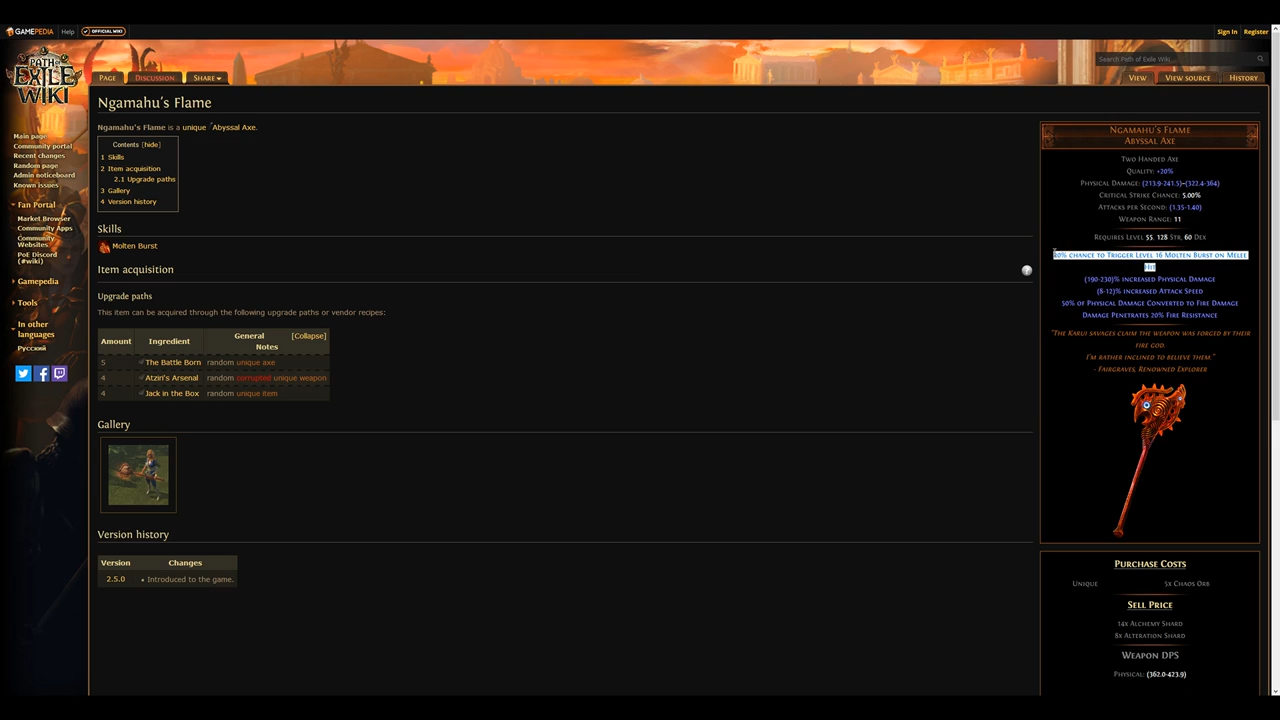 GAMEPEDIA
Help
OFFICIAL WIKI
Sign In Register
PATH OF EXILE WIKI
Search Path of Exile Wiki
PAGE DISCUSSION SHARE
VIEW VIEW SOURCE HISTORY
Main page
Community portal
Recent changes
Random page
Admin noticeboard
Known issues
Fan Portal
Market Browser
Community Apps
Community
Websites
PoE Discord
(#wiki)
Gamepedia
Tools
In other
languages
Русский
Ngamahu's Flame
Ngamahu's Flame is a unique Abyssal Axe.
Contents [hide]
1 Skills
2 Item acquisition
2.1 Upgrade paths
3 Gallery
4 Version history
Skills
Molten Burst
Item acquisition
Upgrade paths
This item can be acquired through the following upgrade paths or vendor recipes:
Amount Ingredient General Notes [Collapse]
5 The Battle Born random unique axe
4 Atziri's Arsenal random corrupted unique weapon
4 Jack in the Box random unique item
Gallery
Version history
Version Changes
2.5.0 • Introduced to the game.
NGAMAHU'S FLAME
ABYSSAL AXE
TWO HANDED AXE
QUALITY: +20%
PHYSICAL DAMAGE: (213.9-241.5)–(322.4-364)
CRITICAL STRIKE CHANCE: 5.00%
ATTACKS PER SECOND: (1.35-1.40)
WEAPON RANGE: 11
REQUIRES LEVEL 55, 128 STR, 60 DEX
20% CHANCE TO TRIGGER LEVEL 16 MOLTEN BURST ON MELEE
HIT
(190-230)% INCREASED PHYSICAL DAMAGE
(8-12)% INCREASED ATTACK SPEED
50% OF PHYSICAL DAMAGE CONVERTED TO FIRE DAMAGE
DAMAGE PENETRATES 20% FIRE RESISTANCE
"THE KARUI SAVAGES CLAIM THE WEAPON WAS FORGED BY THEIR
FIRE GOD.
I'M RATHER INCLINED TO BELIEVE THEM."
- FAIRGRAVES, RENOWNED EXPLORER
PURCHASE COSTS
UNIQUE 5X CHAOS ORB
SELL PRICE
14X ALCHEMY SHARD
8X ALTERATION SHARD
WEAPON DPS
PHYSICAL: (362.0-423.9)